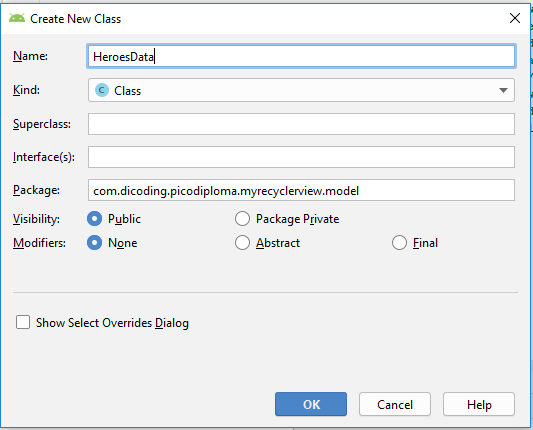 Create New Class
Name: HeroesData
Kind: C Class
Superclass:
Interface(s):
Package: com.dicoding.picodiploma.myrecyclerview.model
Visibility: Public Package Private
Modifiers: None Abstract Final
Show Select Overrides Dialog
OK Cancel Help